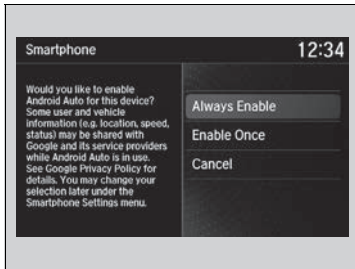 Smartphone
12:34
Would you like to enable
Android Auto for this device?
Some user and vehicle
information (e.g. location, speed,
status) may be shared with
Google and its service providers
while Android Auto is in use.
See Google Privacy Policy for
details. You may change your
selection later under the
Smartphone Settings menu.
Always Enable
Enable Once
Cancel